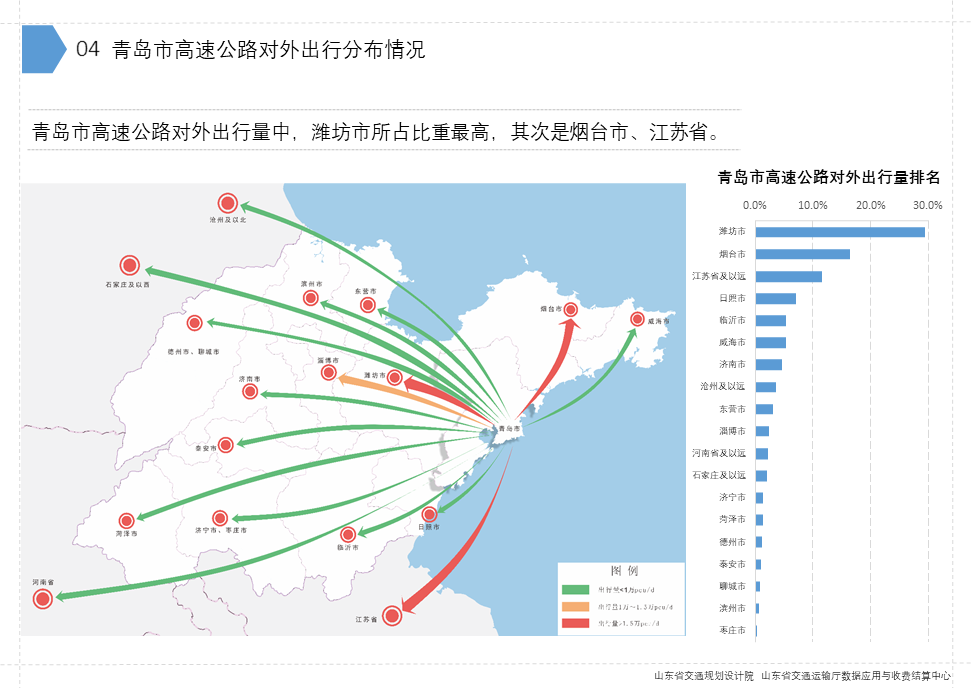 04 青岛市高速公路对外出行分布情况
青岛市高速公路对外出行量中，潍坊市所占比重最高，其次是烟台市、江苏省。
沧州及以北
石家庄及以西
滨州市
东营市
烟台市
威海市
德州市、聊城市
淄博市
潍坊市
济南市
青岛市
泰安市
菏泽市
济宁市、枣庄市
日照市
临沂市
河南省
江苏省
图 例
出行量<1万pcu/d
出行量1万～1.5万pcu/d
出行量>1.5万pcu/d
青岛市高速公路对外出行量排名
0.0% 10.0% 20.0% 30.0%
潍坊市
烟台市
江苏省及以远
日照市
临沂市
威海市
济南市
沧州及以远
东营市
淄博市
河南省及以远
石家庄及以远
济宁市
菏泽市
德州市
泰安市
聊城市
滨州市
枣庄市
山东省交通规划设计院 山东省交通运输厅数据应用与收费结算中心